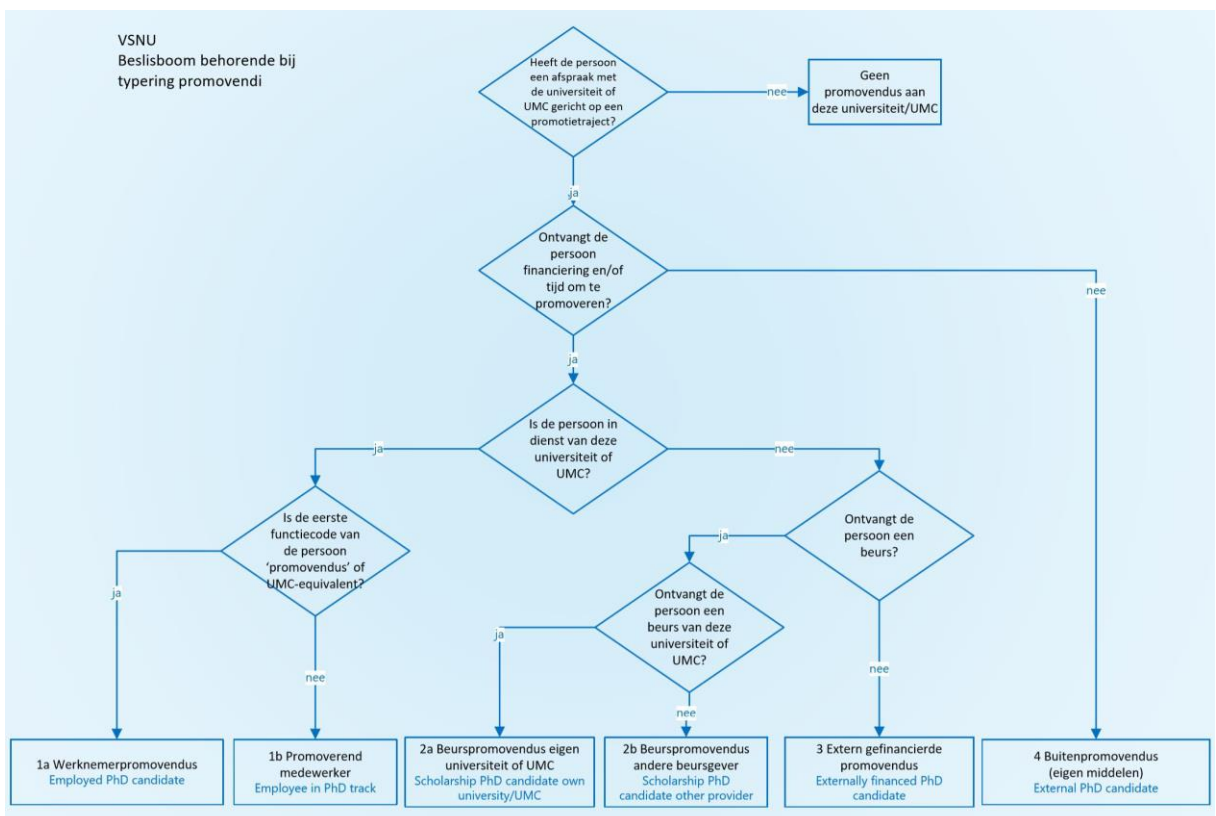 VSNU
Beslisboom behorende bij
typering promovendi
Heeft de persoon
een afspraak met
de universiteit of
UMC gericht op een
promotietraject?
nee
Geen
promovendus aan
deze universiteit/UMC
ja
Ontvangt de
persoon
financiering en/of
tijd om te
promoveren?
nee
ja
Is de persoon in
dienst van deze
universiteit of
UMC?
ja
nee
Is de eerste
functiecode van
de persoon
‘promovendus’ of
UMC-equivalent?
Ontvangt de
persoon een
beurs?
ja
ja
Ontvangt de
persoon een
beurs van deze
universiteit of
UMC?
ja
nee
nee
nee
1a Werknemerpromovendus
Employed PhD candidate
1b Promoverend
medewerker
Employee in PhD track
2a Beurspromovendus eigen
universiteit of UMC
Scholarship PhD candidate own
university/UMC
2b Beurspromovendus
andere beursgever
Scholarship PhD
candidate other provider
3 Extern gefinancierde
promovendus
Externally financed PhD
candidate
4 Buitenpromovendus
(eigen middelen)
External PhD candidate